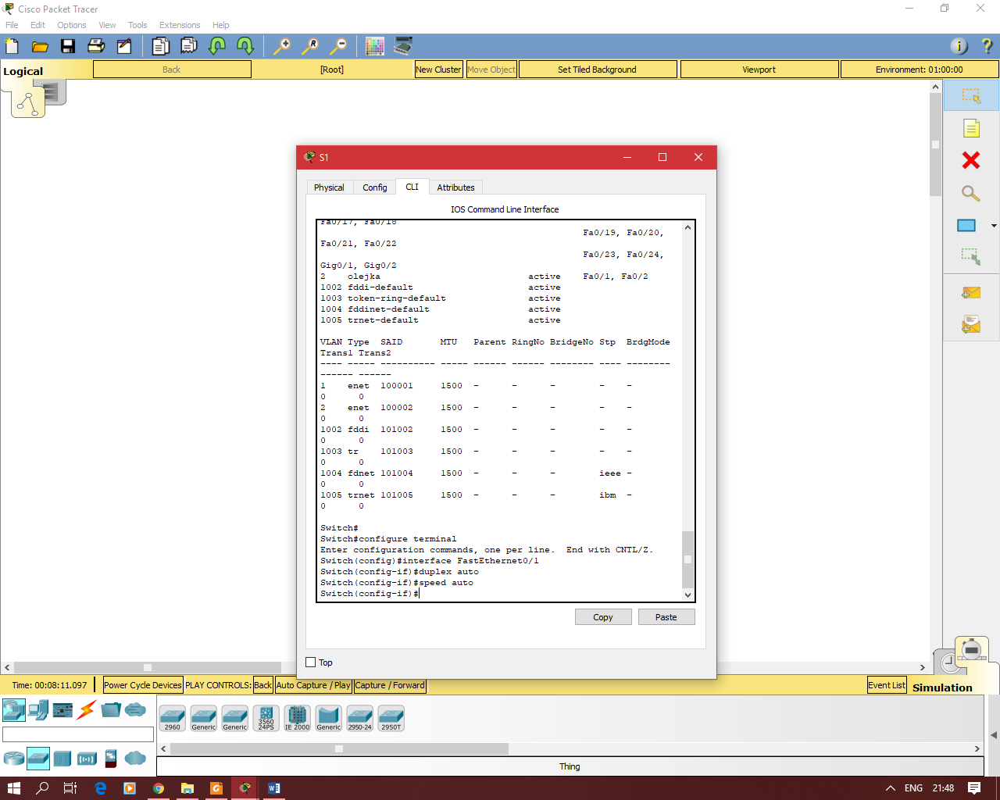 Cisco Packet Tracer
File Edit Options View Tools Extensions Help
Logical Back [Root] New Cluster Move Object Set Tiled Background Viewport Environment: 01:00:00
S1
Physical Config CLI Attributes
IOS Command Line Interface
Fa0/17, Fa0/18
Fa0/19, Fa0/20,
Fa0/21, Fa0/22
Fa0/23, Fa0/24,
Gig0/1, Gig0/2
2 olejka active Fa0/1, Fa0/2
1002 fddi-default active
1003 token-ring-default active
1004 fddinet-default active
1005 trnet-default active
VLAN Type SAID MTU Parent RingNo BridgeNo Stp BrdgMode
Trans1 Trans2
---- ----- ---------- ----- ------ ------ -------- ---- --------
------ ------
1 enet 100001 1500 - - - - -
0 0
2 enet 100002 1500 - - - - -
0 0
1002 fddi 101002 1500 - - - - -
0 0
1003 tr 101003 1500 - - - - -
0 0
1004 fdnet 101004 1500 - - - ieee -
0 0
1005 trnet 101005 1500 - - - ibm -
0 0
Switch#
Switch#configure terminal
Enter configuration commands, one per line. End with CNTL/Z.
Switch(config)#interface FastEthernet0/1
Switch(config-if)#duplex auto
Switch(config-if)#speed auto
Switch(config-if)#
Copy Paste
Top
Time: 00:08:11.097 Power Cycle Devices PLAY CONTROLS: Back Auto Capture / Play Capture / Forward Event List Simulation
2960 Generic Generic 3560 24PS IE 2000 Generic 2950-24 2950T
Thing
ENG 21:48